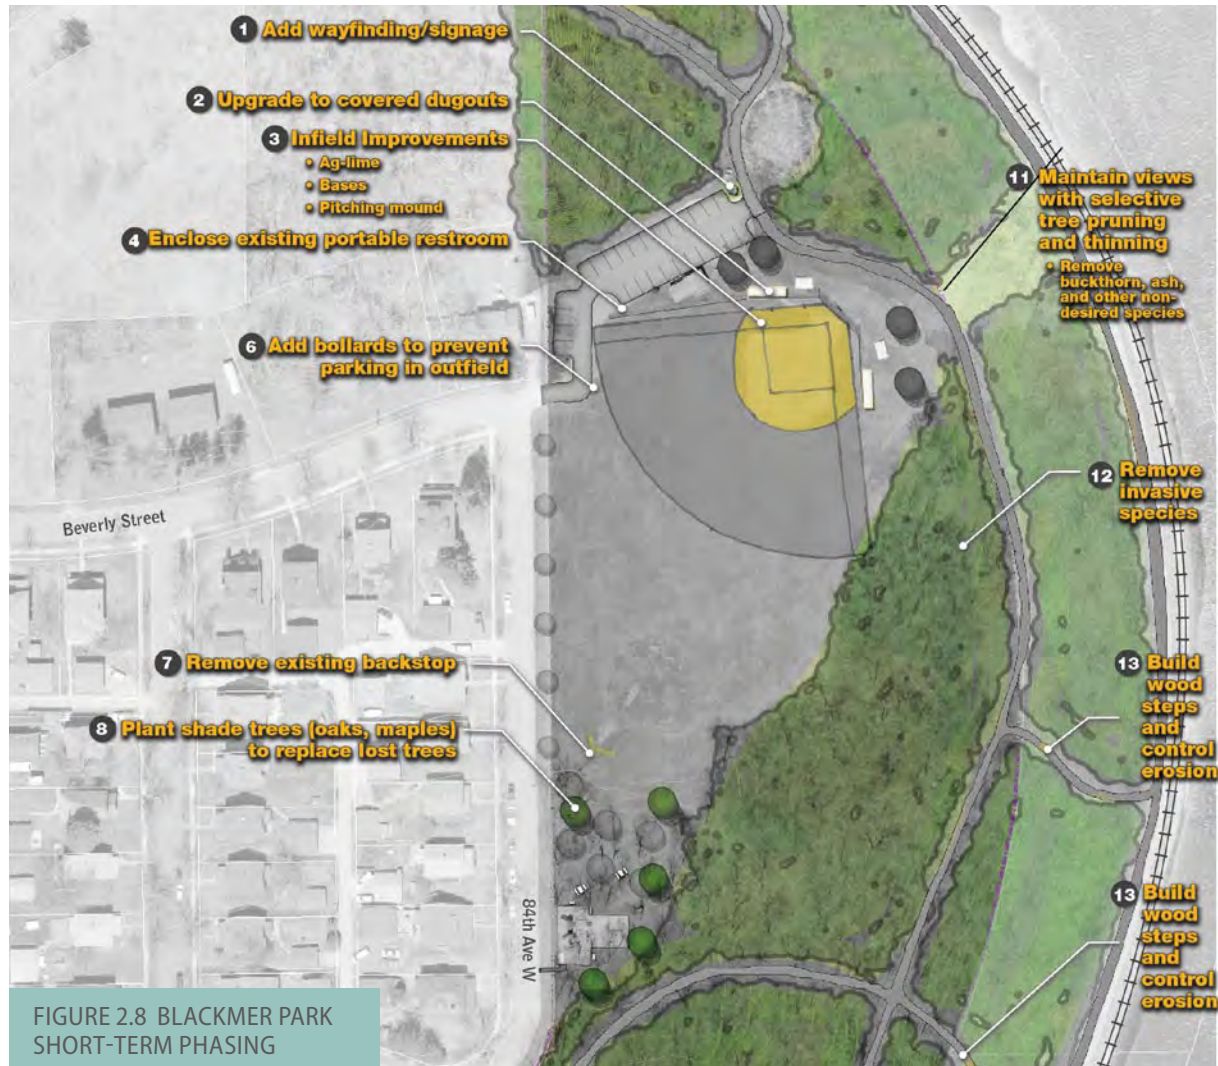 1 Add wayfinding/signage
2 Upgrade to covered dugouts
3 Infield Improvements
• Ag-lime
• Bases
• Pitching mound
4 Enclose existing portable restroom
6 Add bollards to prevent
parking in outfield
Beverly Street
7 Remove existing backstop
8 Plant shade trees (oaks, maples)
to replace lost trees
84th Ave W
11 Maintain views
with selective
tree pruning
and thinning
• Remove
buckthorn, ash,
and other non-
desired species
12 Remove
invasive
species
13 Build
wood
steps
and
control
erosion
13 Build
wood
steps
and
control
erosion
FIGURE 2.8 BLACKMER PARK
SHORT-TERM PHASING